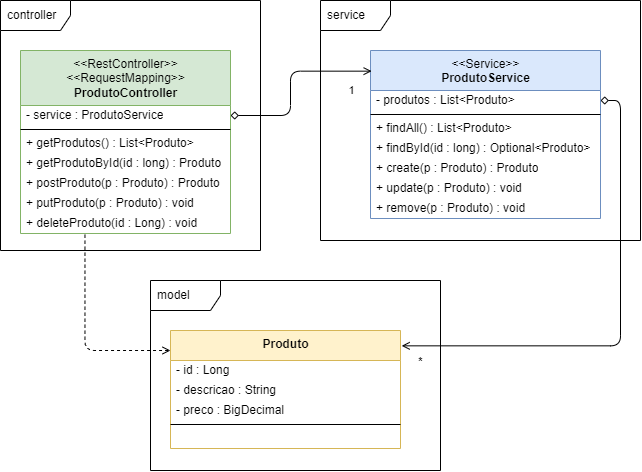 controller
<<RestController>>
<<RequestMapping>>
ProdutoController
- service : ProdutoService
+ getProdutos() : List<Produto>
+ getProdutoById(id : long) : Produto
+ postProduto(p : Produto) : Produto
+ putProduto(p : Produto) : void
+ deleteProduto(id : Long) : void
service
<<Service>>
ProdutoService
- produtos : List<Produto>
+ findAll() : List<Produto>
+ findById(id : long) : Optional<Produto>
+ create(p : Produto) : Produto
+ update(p : Produto) : void
+ remove(p : Produto) : void
1
model
Produto
- id : Long
- descricao : String
- preco : BigDecimal
*